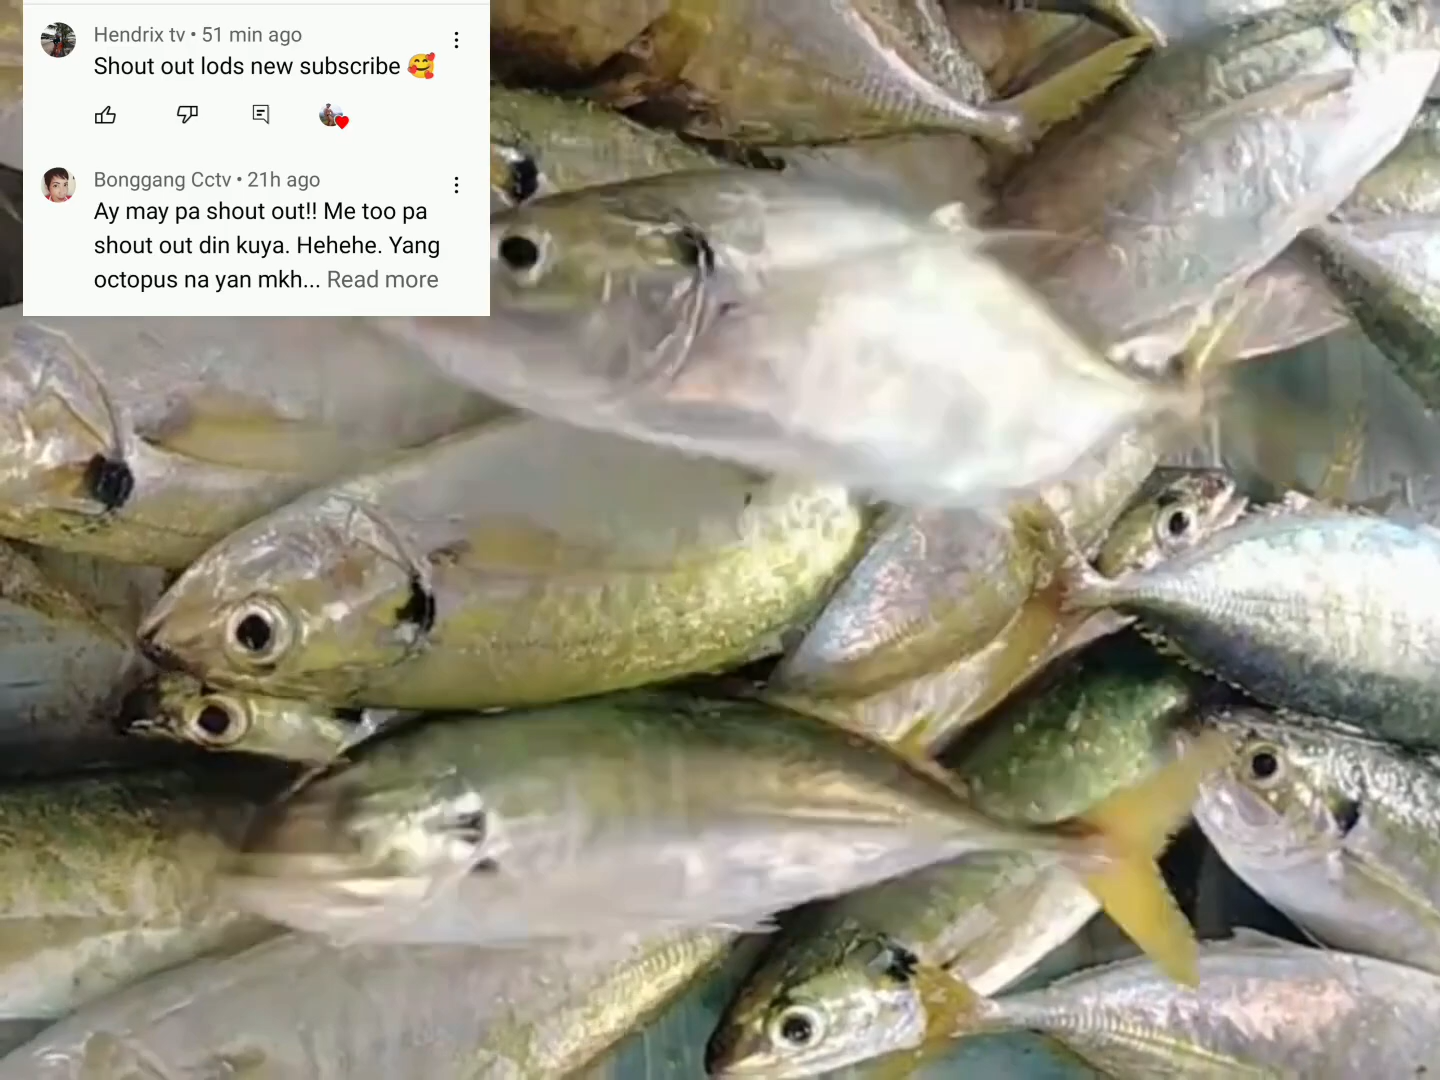 Hendrix tv • 51 min ago
Shout out lods new subscribe 🥰
Bonggang Cctv • 21h ago
Ay may pa shout out!! Me too pa
shout out din kuya. Hehehe. Yang
octopus na yan mkh... Read more